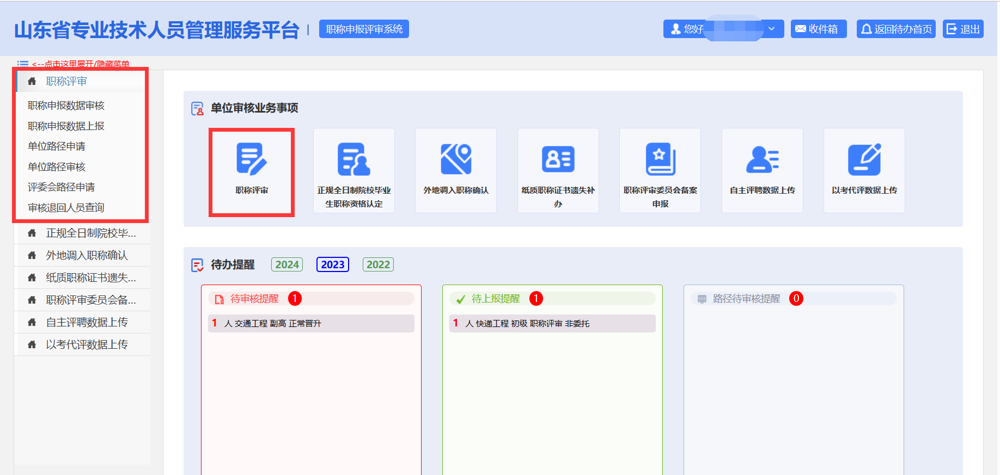 山东省专业技术人员管理服务平台 | 职称申报评审系统
您好
收件箱
返回待办首页
退出
<--点击这里展开/隐藏菜单
职称评审
职称申报数据审核
职称申报数据上报
单位路径申请
单位路径审核
评委会路径申请
审核退回人员查询
正规全日制院校毕...
外地调入职称确认
纸质职称证书遗失...
职称评审委员会备...
自主评聘数据上传
以考代评数据上传
单位审核业务事项
职称评审
正规全日制院校毕业
生职称资格认定
外地调入职称确认
纸质职称证书遗失补
办
职称评审委员会备案
申报
自主评聘数据上传
以考代评数据上传
待办提醒 2024 2023 2022
待审核提醒 1
1 人 交通工程 副高 正常晋升
待上报提醒 1
1 人 快递工程 初级 职称评审 非委托
路径待审核提醒 0